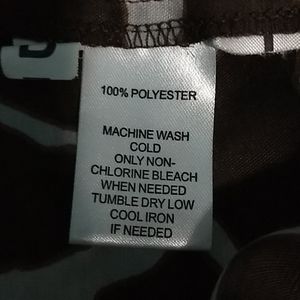 100% POLYESTER
MACHINE WASH
COLD
ONLY NON-
CHLORINE BLEACH
WHEN NEEDED
TUMBLE DRY LOW
COOL IRON
IF NEEDED